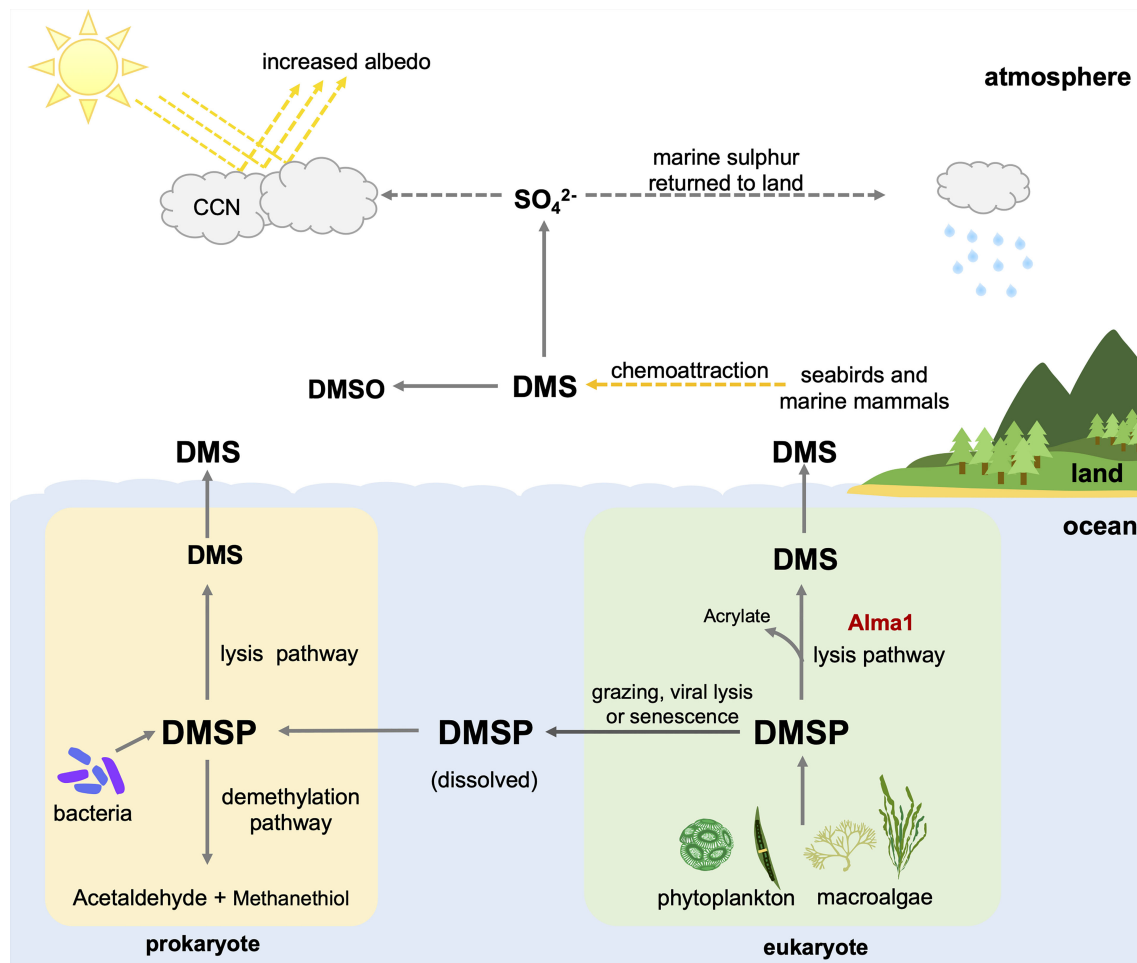 increased albedo
atmosphere
marine sulphur
returned to land
CCN
SO₄²⁻
chemoattraction
DMSO
DMS
seabirds and
marine mammals
DMS
DMS
land
ocean
DMS
DMS
Acrylate
Alma1
lysis pathway
lysis pathway
grazing, viral lysis
or senescence
DMSP
DMSP
DMSP
(dissolved)
bacteria
demethylation
pathway
phytoplankton
macroalgae
Acetaldehyde + Methanethiol
prokaryote
eukaryote